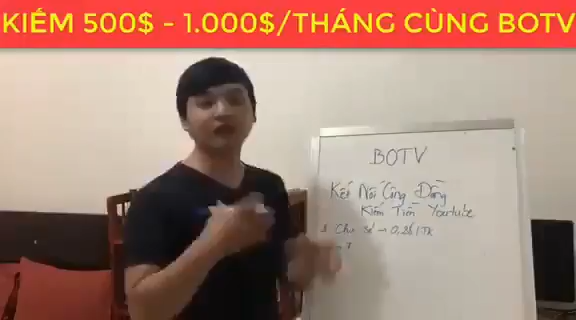 KIẾM 500$ - 1.000$/THÁNG CÙNG BOTV
BOTV
Kết Nối Cộng Đồng
Kiếm Tiền Youtube